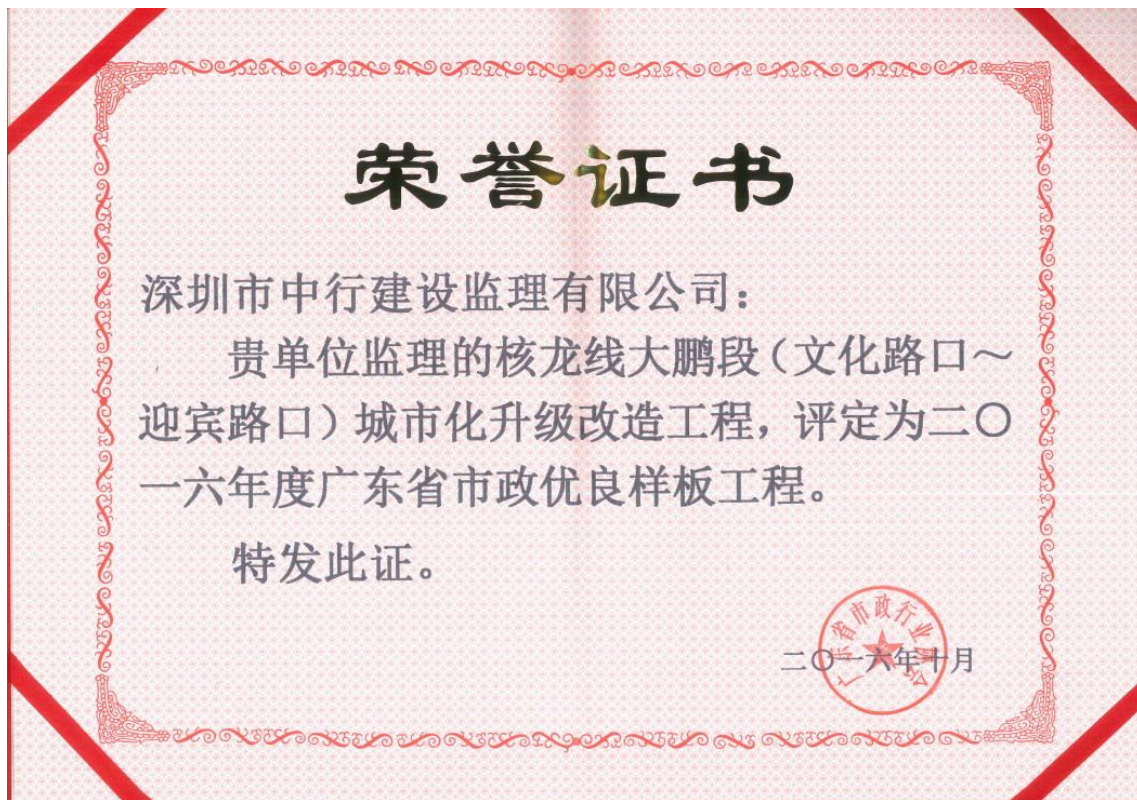 荣誉证书
深圳市中行建设监理有限公司：
贵单位监理的核龙线大鹏段（文化路口～
迎宾路口）城市化升级改造工程，评定为二〇
一六年度广东省市政优良样板工程。
特发此证。
广东省市政行业协会
二〇一六年十月